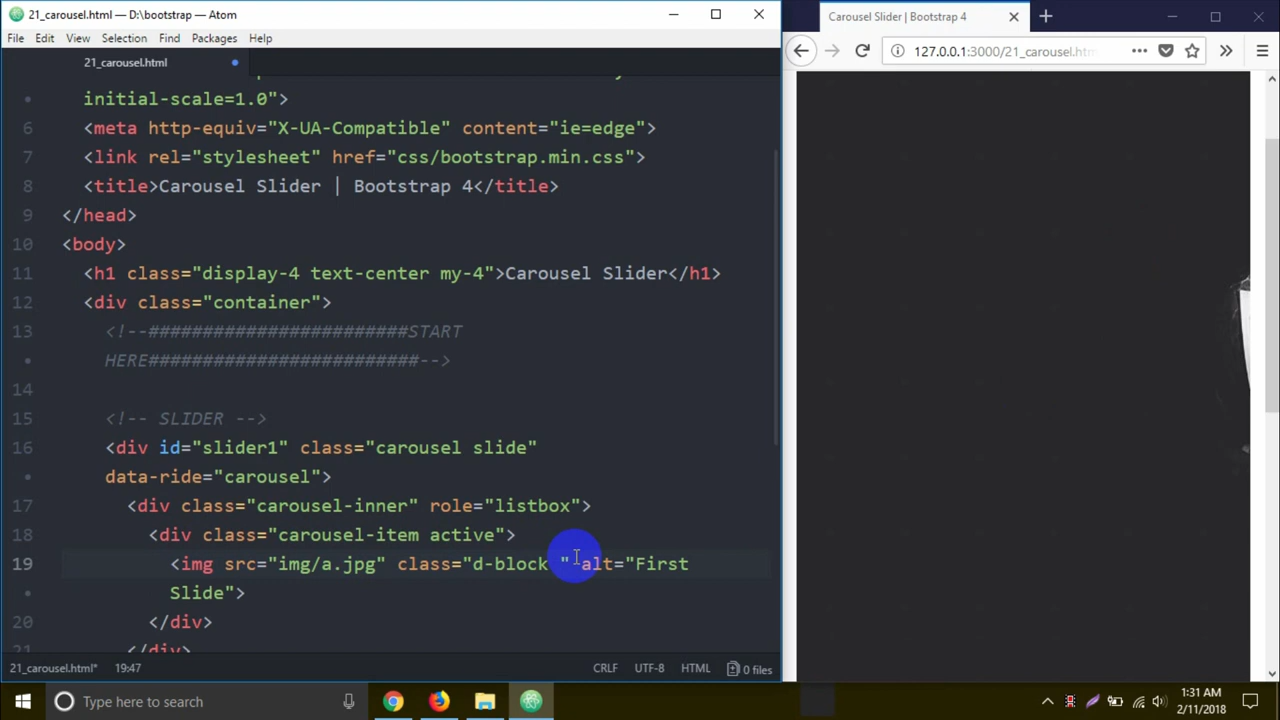 21_carousel.html — D:\bootstrap — Atom
File Edit View Selection Find Packages Help
21_carousel.html
initial-scale=1.0">
6 <meta http-equiv="X-UA-Compatible" content="ie=edge">
7 <link rel="stylesheet" href="css/bootstrap.min.css">
8 <title>Carousel Slider | Bootstrap 4</title>
9 </head>
10 <body>
11 <h1 class="display-4 text-center my-4">Carousel Slider</h1>
12 <div class="container">
13 <!--########################START
HERE#########################-->
14
15 <!-- SLIDER -->
16 <div id="slider1" class="carousel slide"
data-ride="carousel">
17 <div class="carousel-inner" role="listbox">
18 <div class="carousel-item active">
19 <img src="img/a.jpg" class="d-block " alt="First
Slide">
20 </div>
21 </div>
21_carousel.html* 19:47 CRLF UTF-8 HTML 0 files
Carousel Slider | Bootstrap 4
127.0.0.1:3000/21_carousel.htm
Type here to search
1:31 AM
2/11/2018